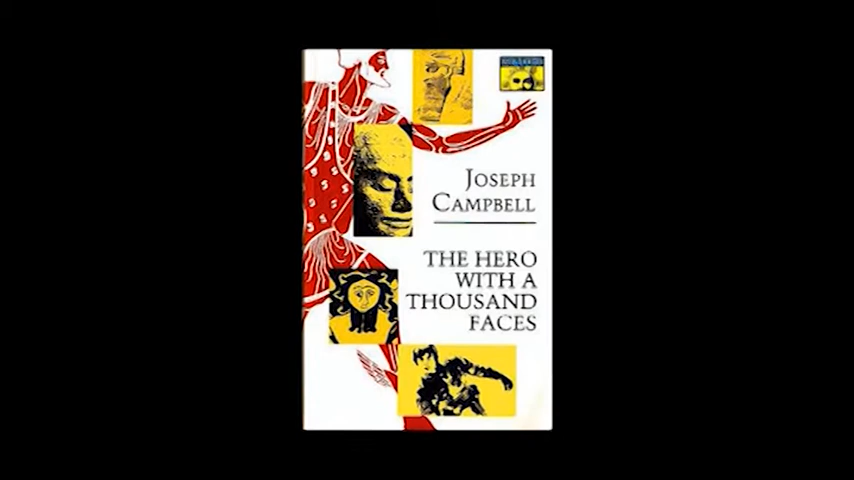 JOSEPH
CAMPBELL
THE HERO
WITH A
THOUSAND
FACES